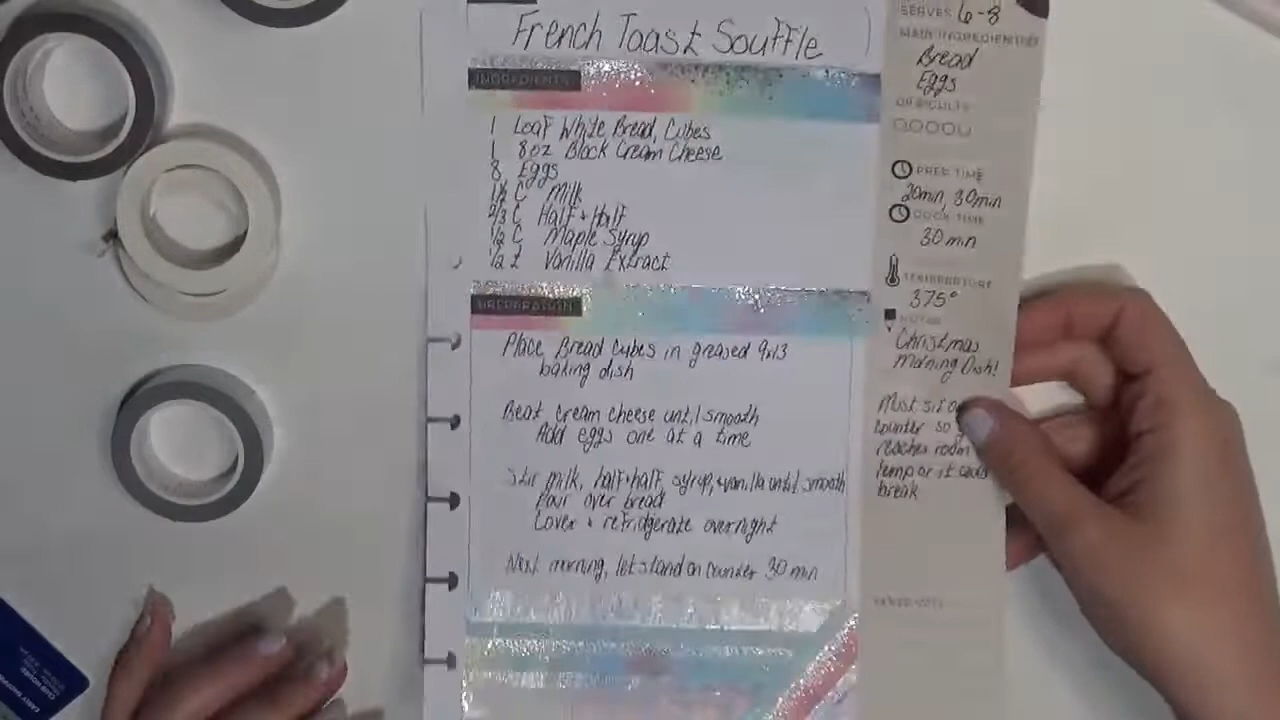 French Toast Souffle
INGREDIENTS
1 Loaf White Bread, Cubes
1 8oz Block Cream Cheese
8 Eggs
1½ C Milk
2/3 C Half + Half
½ C Maple Syrup
½ t Vanilla Extract
PREPARATION
Place Bread Cubes in greased 9x13
baking dish
Beat cream cheese until smooth
Add eggs one at a time
Stir milk, half+half, syrup, +vanilla until smooth
Pour over bread
Cover + refridgerate overnight
Next morning, let stand on counter 30 min
SERVES 6-8
MAIN INGREDIENT(S)
Bread
Eggs
DIFFICULTY
PREP TIME
20min, 30min
COOK TIME
30 min
TEMPERATURE
375°
NOTES
Christmas
Morning Dish!
Must sit
counter so
reaches room
temp or it could
break